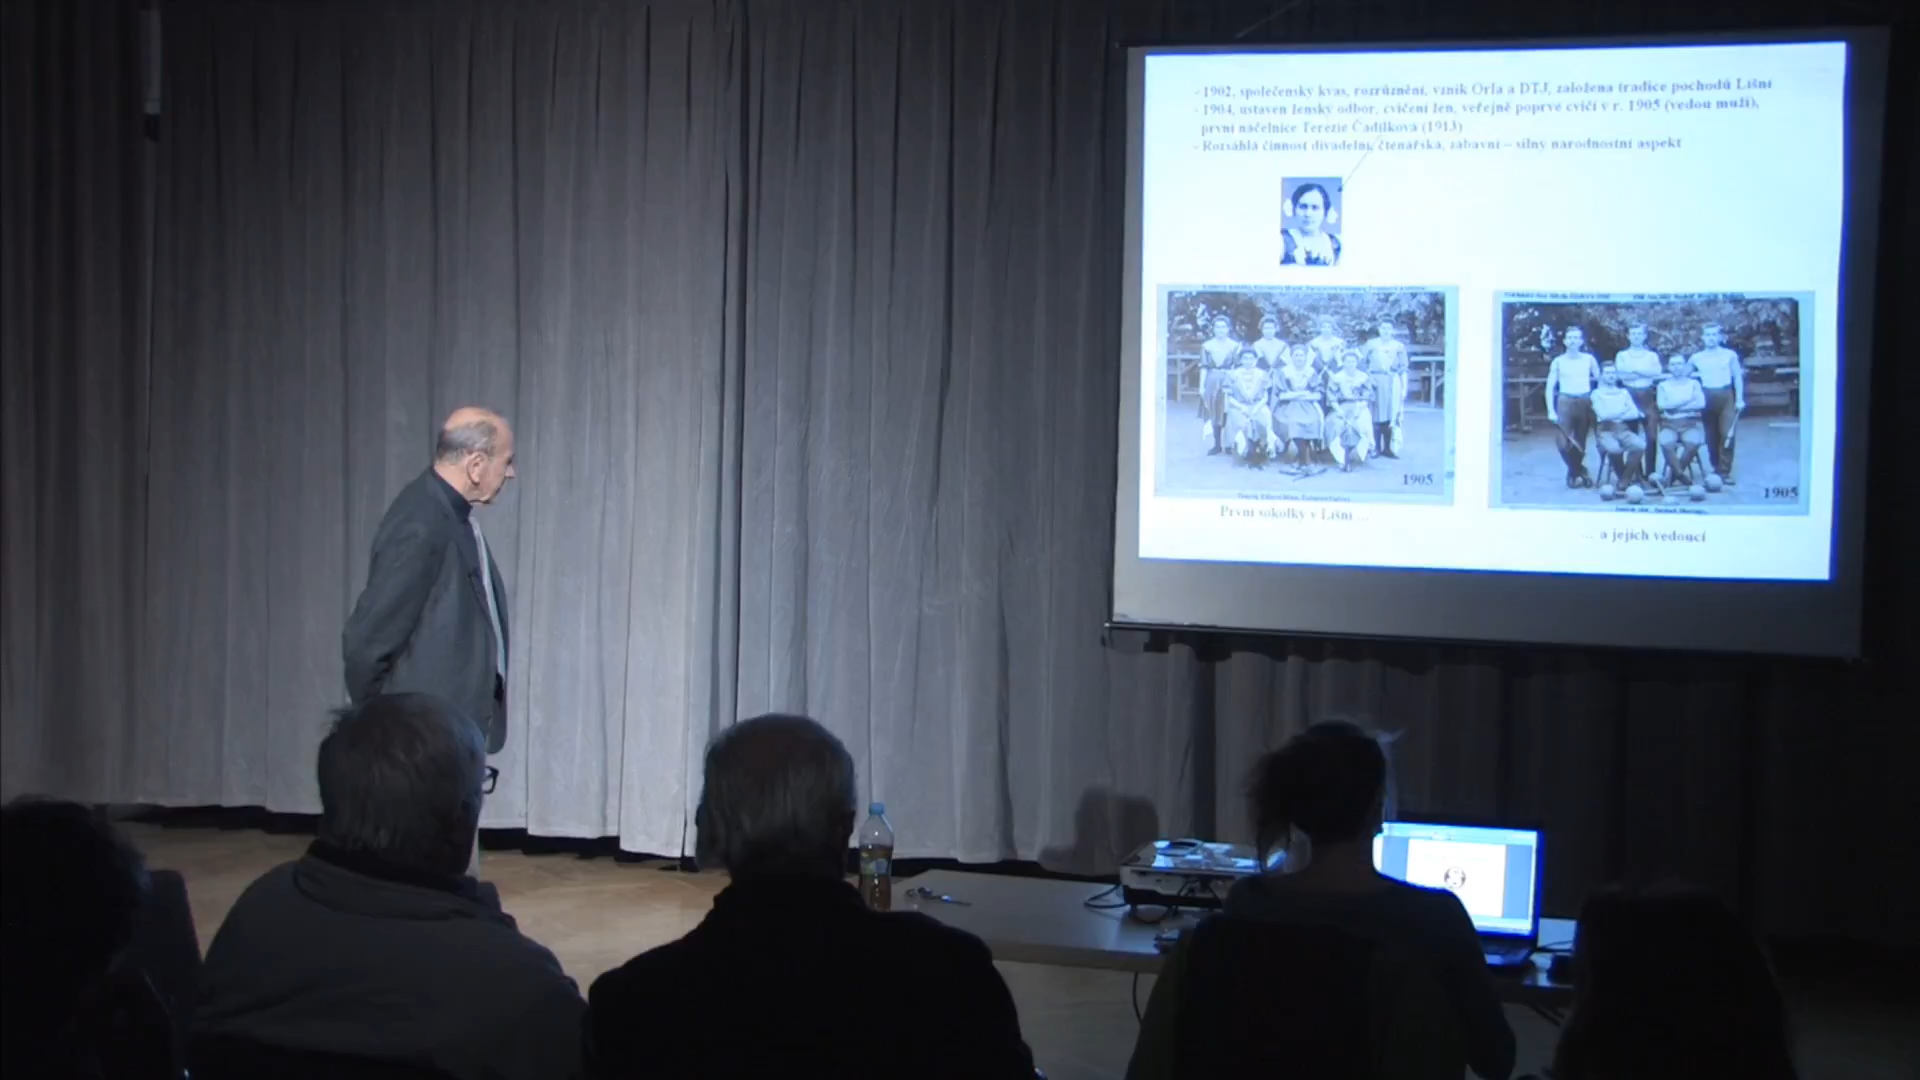 - 1902, společenský kvas, rozrůznění, vznik Orla a DTJ, založena tradice pochodů Líšní
- 1904, ustaven ženský odbor, cvičení žen, veřejně poprvé cvičí v r. 1905 (vedou muži),
první náčelnice Terezie Čadílková (1913)
- Rozsáhlá činnost divadelní, čtenářská, zábavní – silný národnostní aspekt
1905
1905
První sokolky v Líšni ...
... a jejich vedoucí